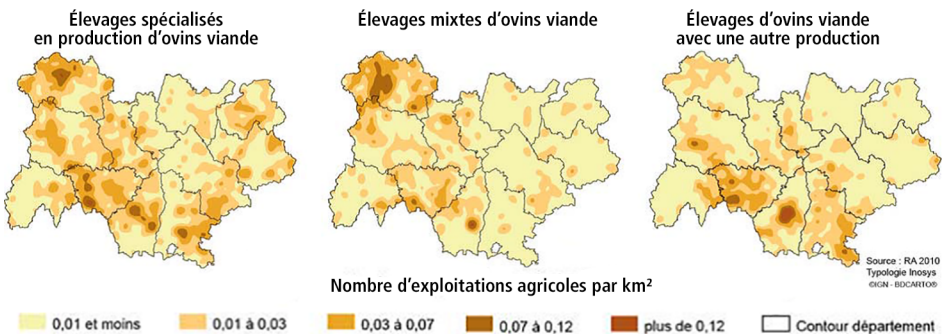 Élevages spécialisés
en production d’ovins viande
Élevages mixtes d’ovins viande
Élevages d’ovins viande
avec une autre production
Source : RA 2010
Typologie Inosys
©IGN - BDCARTO®
Nombre d’exploitations agricoles par km²
0,01 et moins
0,01 à 0,03
0,03 à 0,07
0,07 à 0,12
plus de 0,12
Contour département